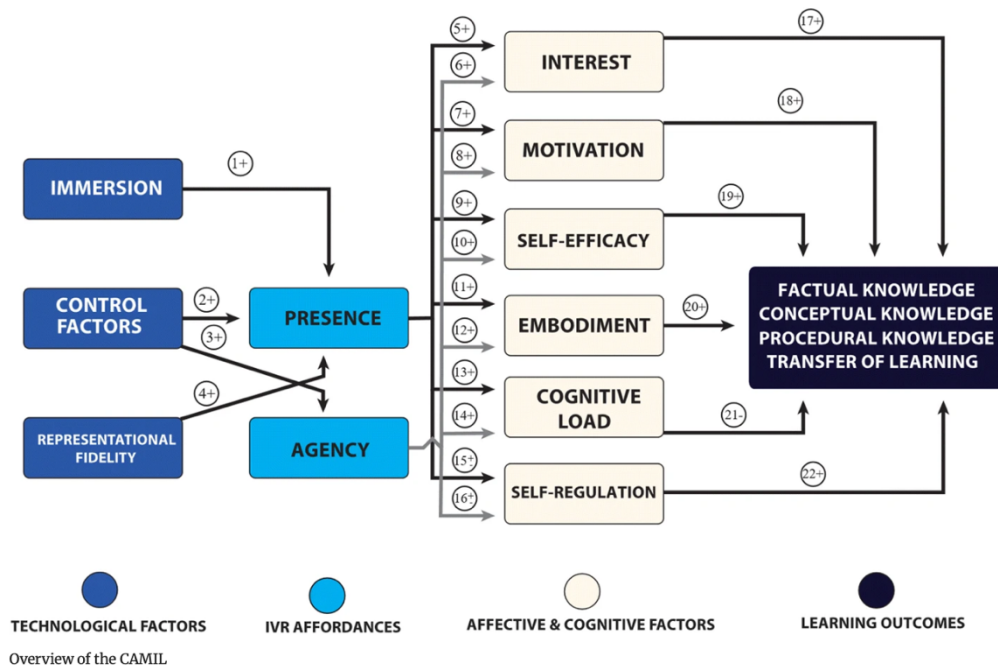 5+
17+
INTEREST
6+
7+
18+
MOTIVATION
8+
1+
IMMERSION
9+
19+
SELF-EFFICACY
10+
11+
CONTROL
FACTORS
2+
3+
PRESENCE
EMBODIMENT
20+
12+
FACTUAL KNOWLEDGE
CONCEPTUAL KNOWLEDGE
PROCEDURAL KNOWLEDGE
TRANSFER OF LEARNING
13+
4+
COGNITIVE
LOAD
14+
21-
REPRESENTATIONAL
FIDELITY
AGENCY
15±
16±
SELF-REGULATION
22+
TECHNOLOGICAL FACTORS
IVR AFFORDANCES
AFFECTIVE & COGNITIVE FACTORS
LEARNING OUTCOMES
Overview of the CAMIL